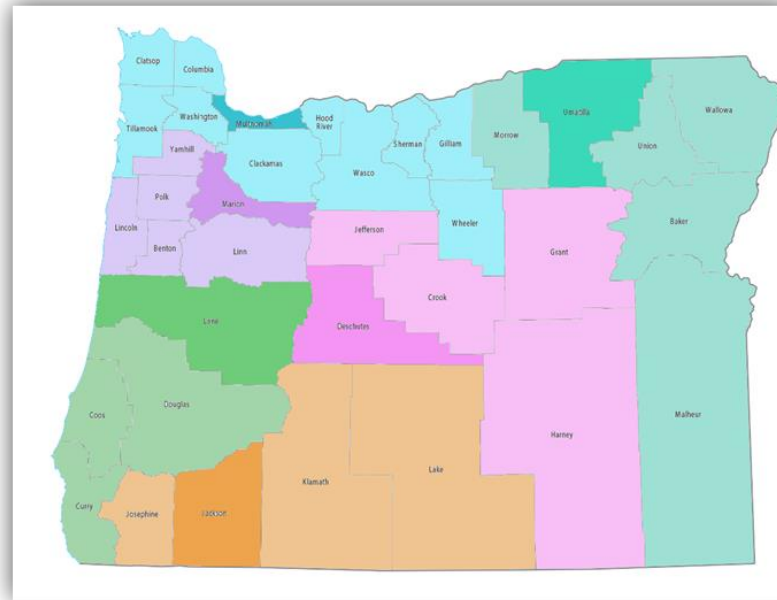 Clatsop
Columbia
Tillamook
Washington
Multnomah
Hood
River
Yamhill
Clackamas
Wasco
Sherman
Gilliam
Morrow
Umatilla
Union
Wallowa
Polk
Marion
Lincoln
Benton
Linn
Jefferson
Wheeler
Grant
Baker
Lane
Deschutes
Crook
Coos
Douglas
Harney
Malheur
Curry
Josephine
Jackson
Klamath
Lake